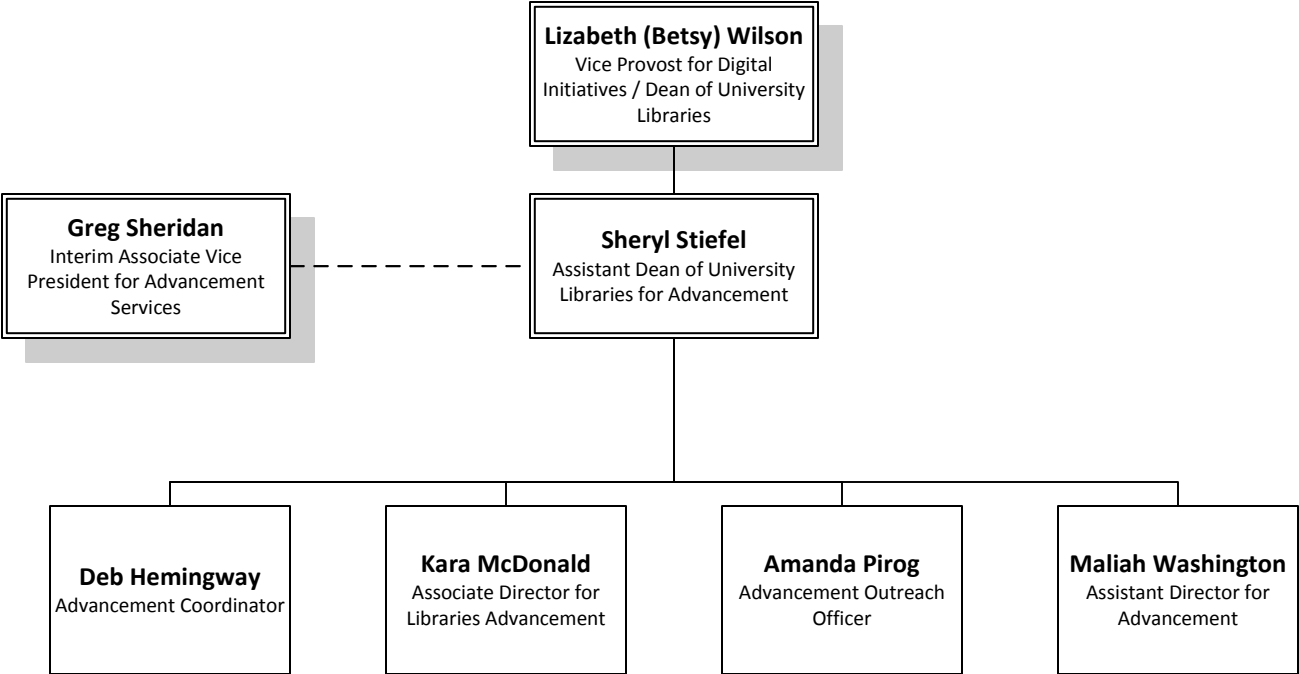 Lizabeth (Betsy) Wilson
Vice Provost for Digital
Initiatives / Dean of University
Libraries
Greg Sheridan
Interim Associate Vice
President for Advancement
Services
Sheryl Stiefel
Assistant Dean of University
Libraries for Advancement
Deb Hemingway
Advancement Coordinator
Kara McDonald
Associate Director for
Libraries Advancement
Amanda Pirog
Advancement Outreach
Officer
Maliah Washington
Assistant Director for
Advancement